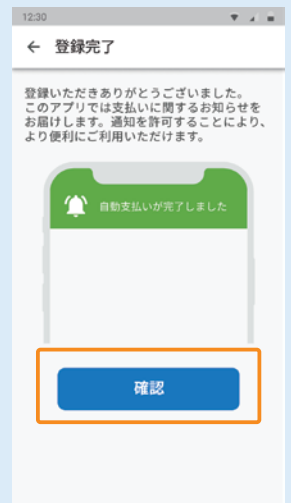 12:30
← 登録完了
登録いただきありがとうございました。
このアプリでは支払いに関するお知らせを
お届けします。通知を許可することにより、
より便利にご利用いただけます。
自動支払いが完了しました
確認